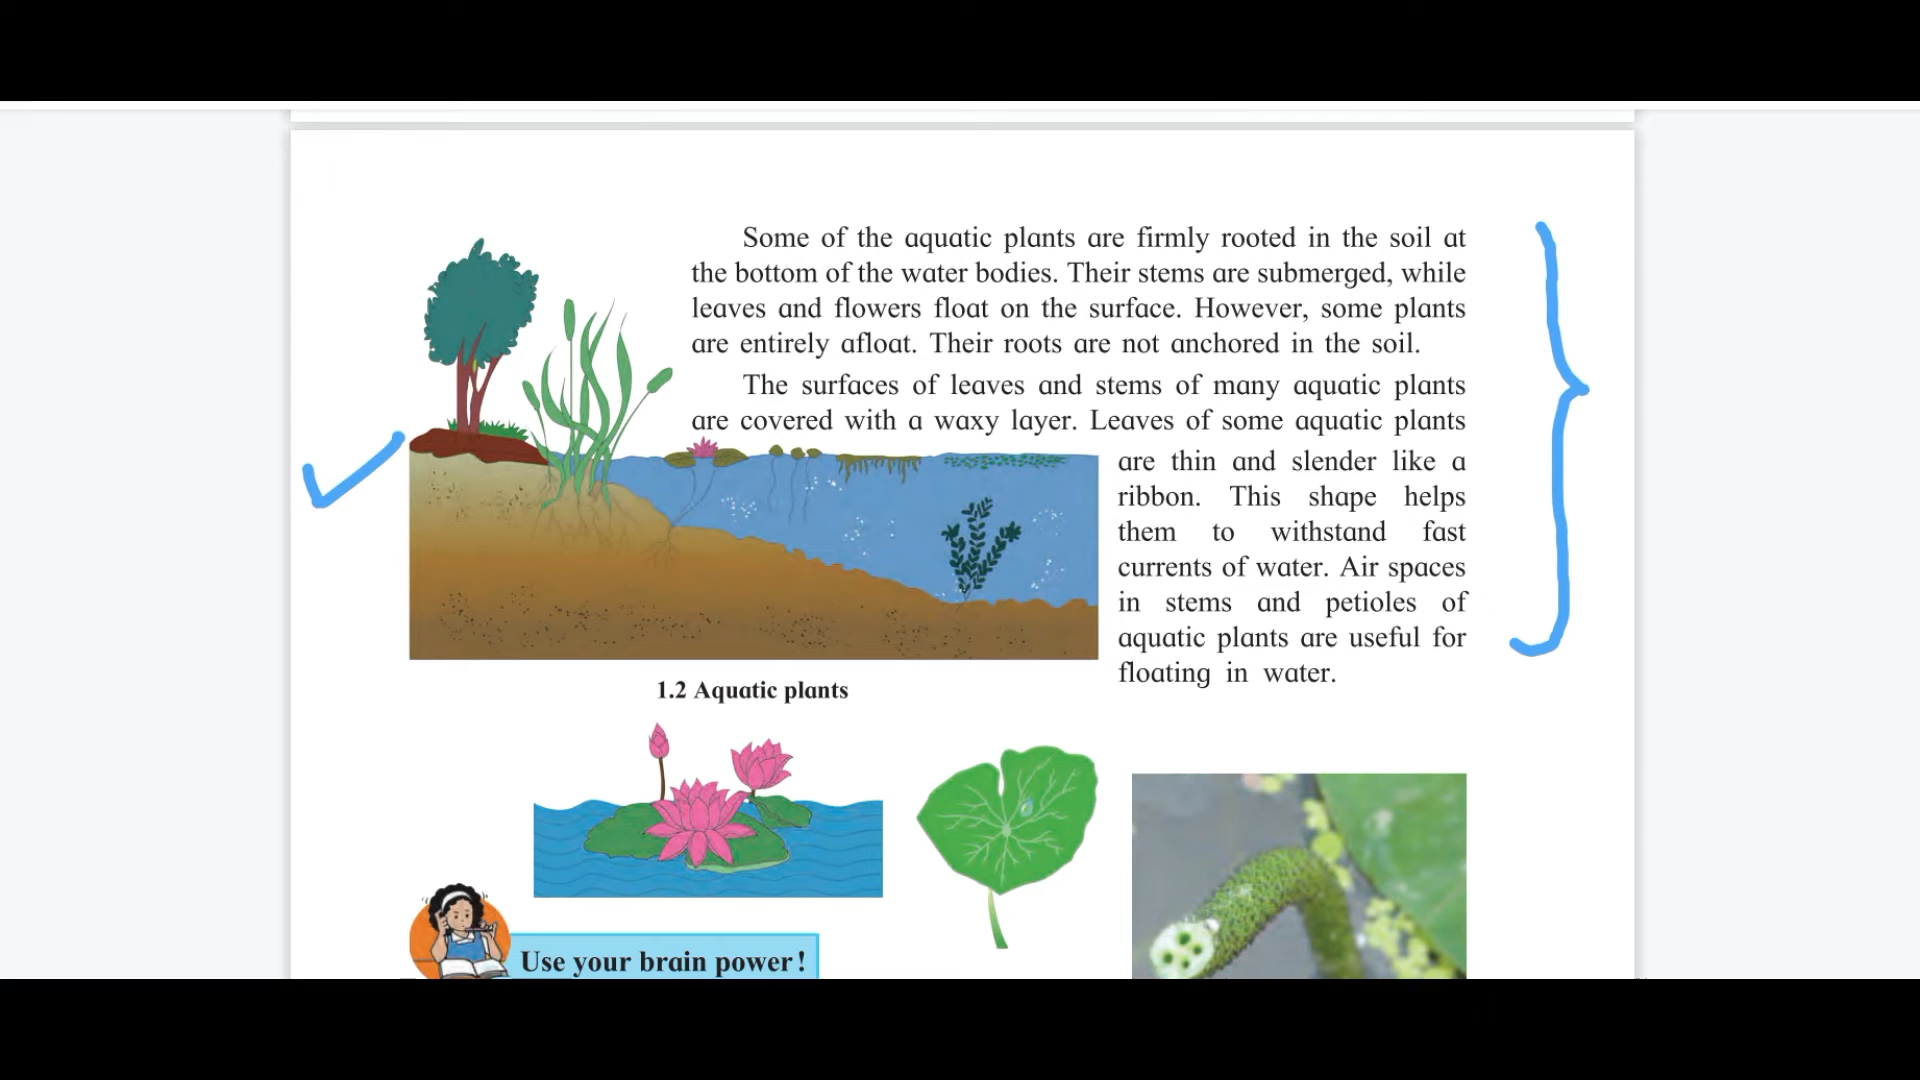 Some of the aquatic plants are firmly rooted in the soil at
the bottom of the water bodies. Their stems are submerged, while
leaves and flowers float on the surface. However, some plants
are entirely afloat. Their roots are not anchored in the soil.
The surfaces of leaves and stems of many aquatic plants
are covered with a waxy layer. Leaves of some aquatic plants
are thin and slender like a
ribbon. This shape helps
them to withstand fast
currents of water. Air spaces
in stems and petioles of
aquatic plants are useful for
floating in water.
1.2 Aquatic plants
Use your brain power!